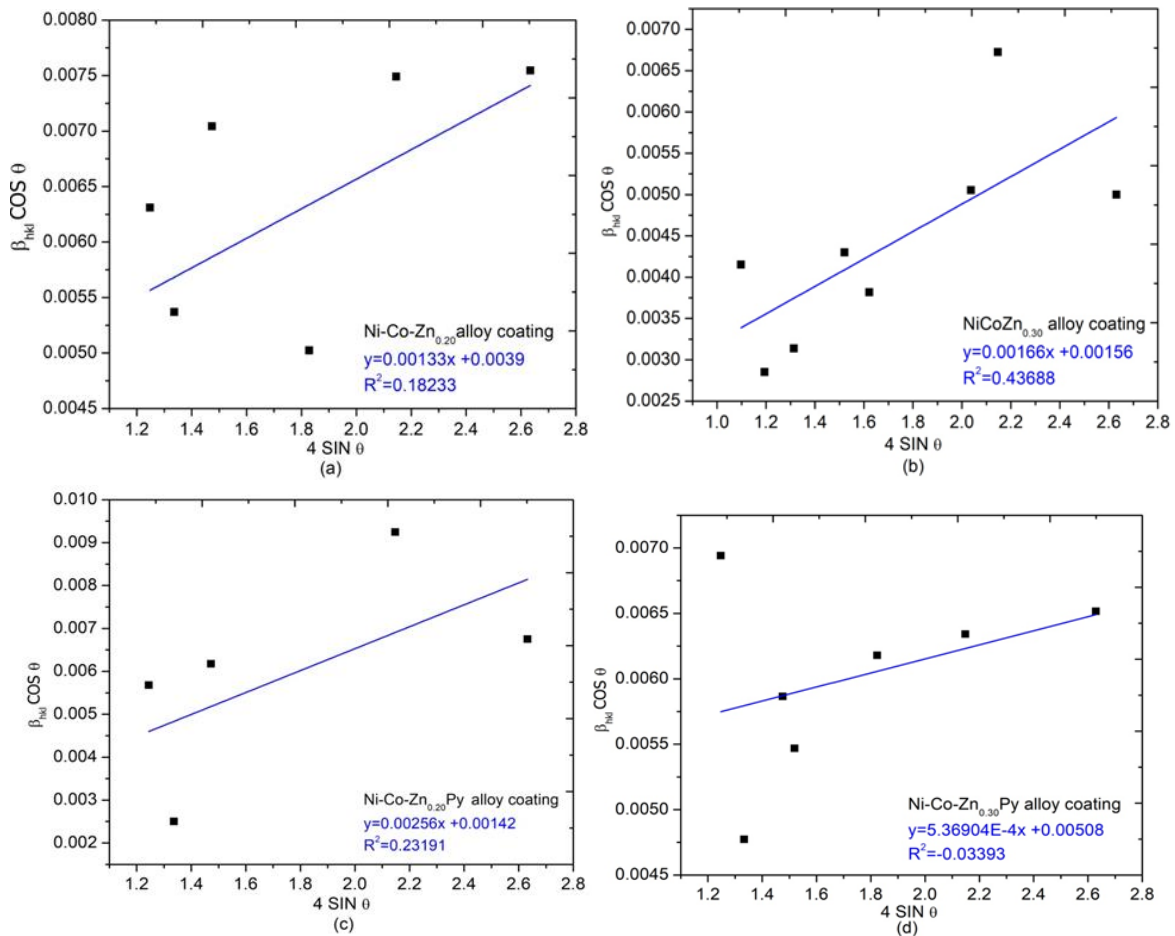 0.0080
0.0075
0.0070
0.0065
0.0060
0.0055
0.0050
0.0045
β_hkl COS θ
Ni-Co-Zn_0.20 alloy coating
y=0.00133x +0.0039
R²=0.18233
1.2 1.4 1.6 1.8 2.0 2.2 2.4 2.6 2.8
4 SIN θ
(a)
0.0070
0.0065
0.0060
0.0055
0.0050
0.0045
0.0040
0.0035
0.0030
0.0025
β_hkl COS θ
NiCoZn_0.30 alloy coating
y=0.00166x +0.00156
R²=0.43688
1.0 1.2 1.4 1.6 1.8 2.0 2.2 2.4 2.6 2.8
4 SIN θ
(b)
0.010
0.009
0.008
0.007
0.006
0.005
0.004
0.003
0.002
β_hkl COS θ
Ni-Co-Zn_0.20Py alloy coating
y=0.00256x +0.00142
R²=0.23191
1.2 1.4 1.6 1.8 2.0 2.2 2.4 2.6 2.8
4 SIN θ
(c)
0.0070
0.0065
0.0060
0.0055
0.0050
0.0045
β_hkl COS θ
Ni-Co-Zn_0.30Py alloy coating
y=5.36904E-4x +0.00508
R²=-0.03393
1.2 1.4 1.6 1.8 2.0 2.2 2.4 2.6 2.8
4 SIN θ
(d)